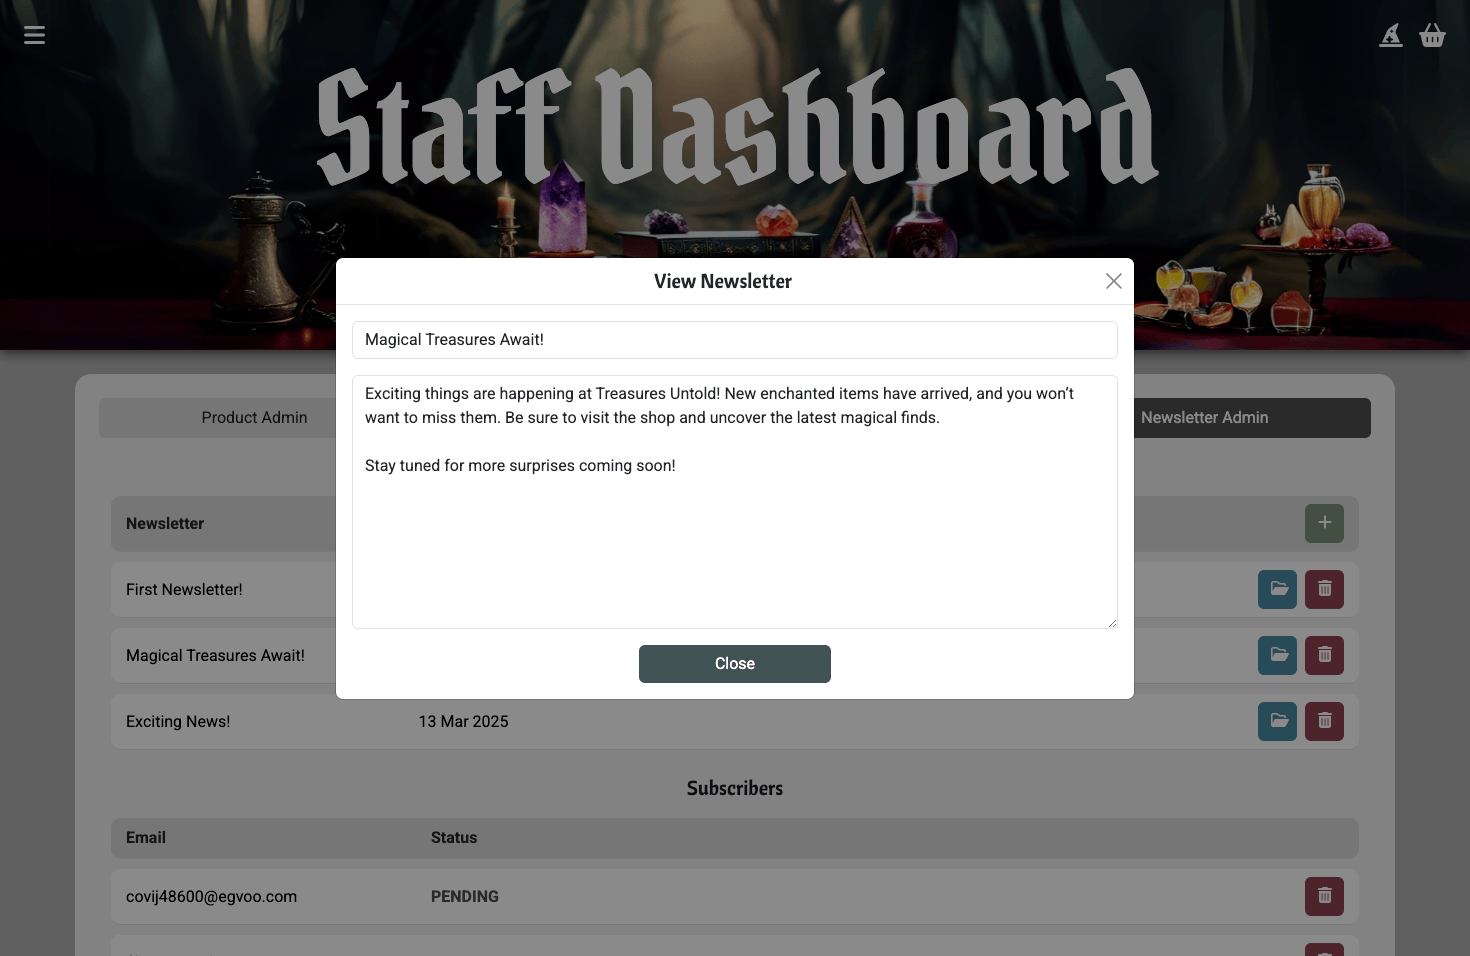 Staff Dashboard
View Newsletter
Magical Treasures Await!
Exciting things are happening at Treasures Untold! New enchanted items have arrived, and you won’t
want to miss them. Be sure to visit the shop and uncover the latest magical finds.
Stay tuned for more surprises coming soon!
Close
Product Admin
Newsletter Admin
Newsletter
First Newsletter!
Magical Treasures Await!
Exciting News!
13 Mar 2025
Subscribers
Email
Status
covij48600@egvoo.com
PENDING